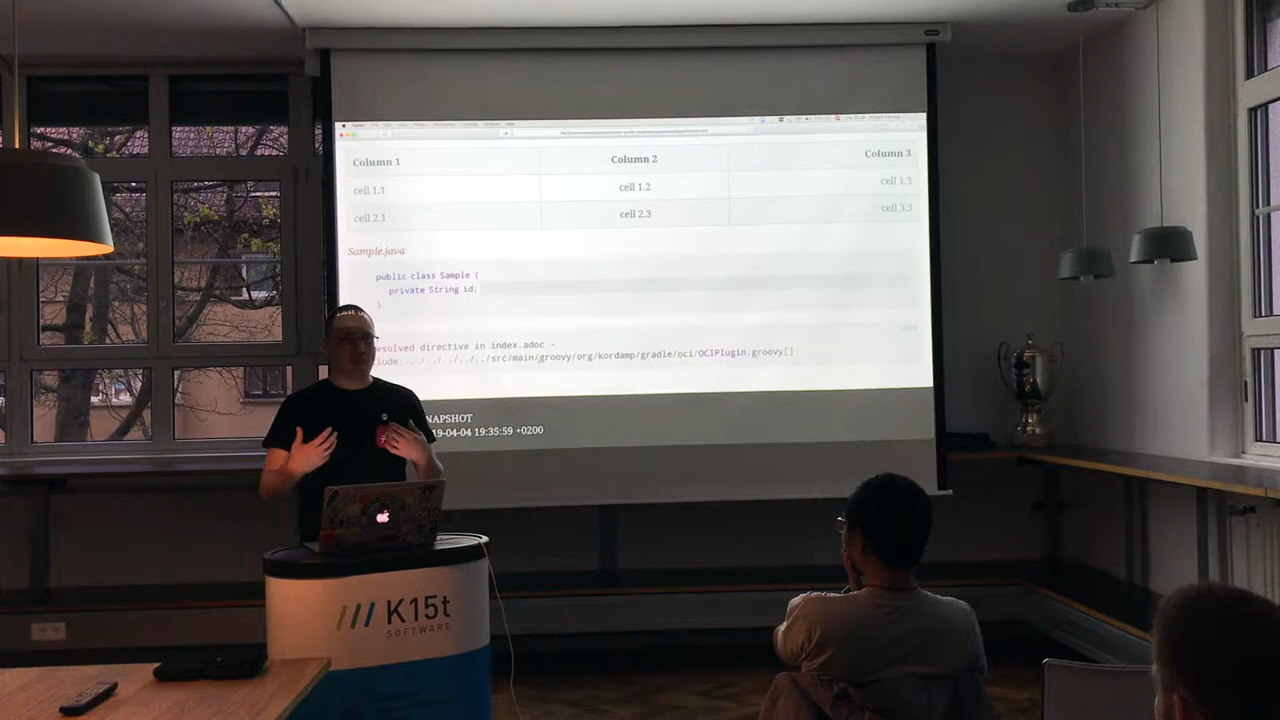 Column 1 Column 2 Column 3
cell 1.1 cell 1.2 cell 1.3
cell 2.1 cell 2.3 cell 3.3
Sample.java
public class Sample {
private String id;
}
esolved directive in index.adoc -
lude:../../../../../src/main/groovy/org/kordamp/gradle/oci/OCIPlugin.groovy[]
NAPSHOT
19-04-04 19:35:59 +0200
K15t
SOFTWARE